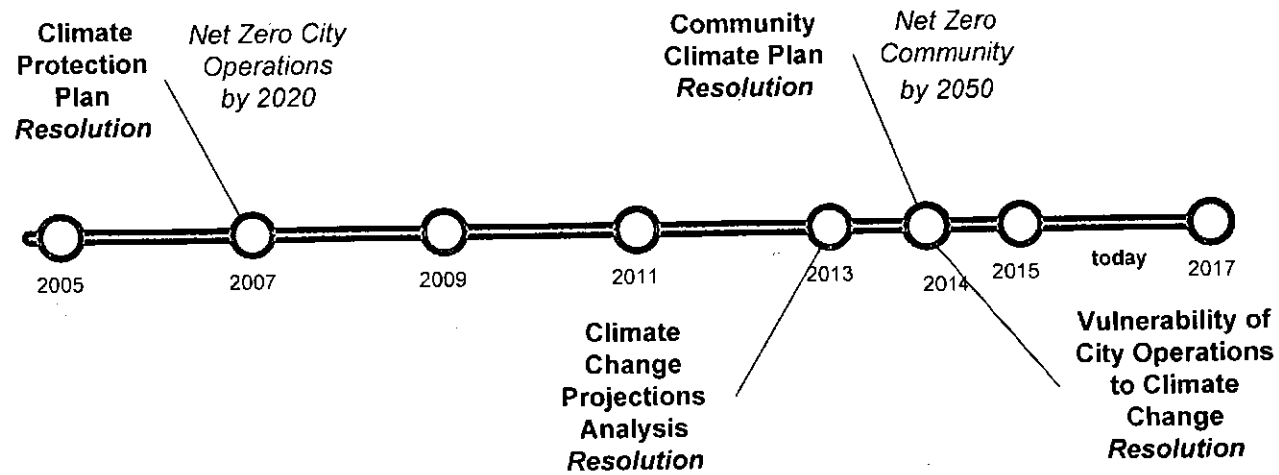 Climate
Protection
Plan
Resolution
Net Zero City
Operations
by 2020
Community
Climate Plan
Resolution
Net Zero
Community
by 2050
2005
2007
2009
2011
2013
2014
2015
today
2017
Climate
Change
Projections
Analysis
Resolution
Vulnerability of
City Operations
to Climate
Change
Resolution